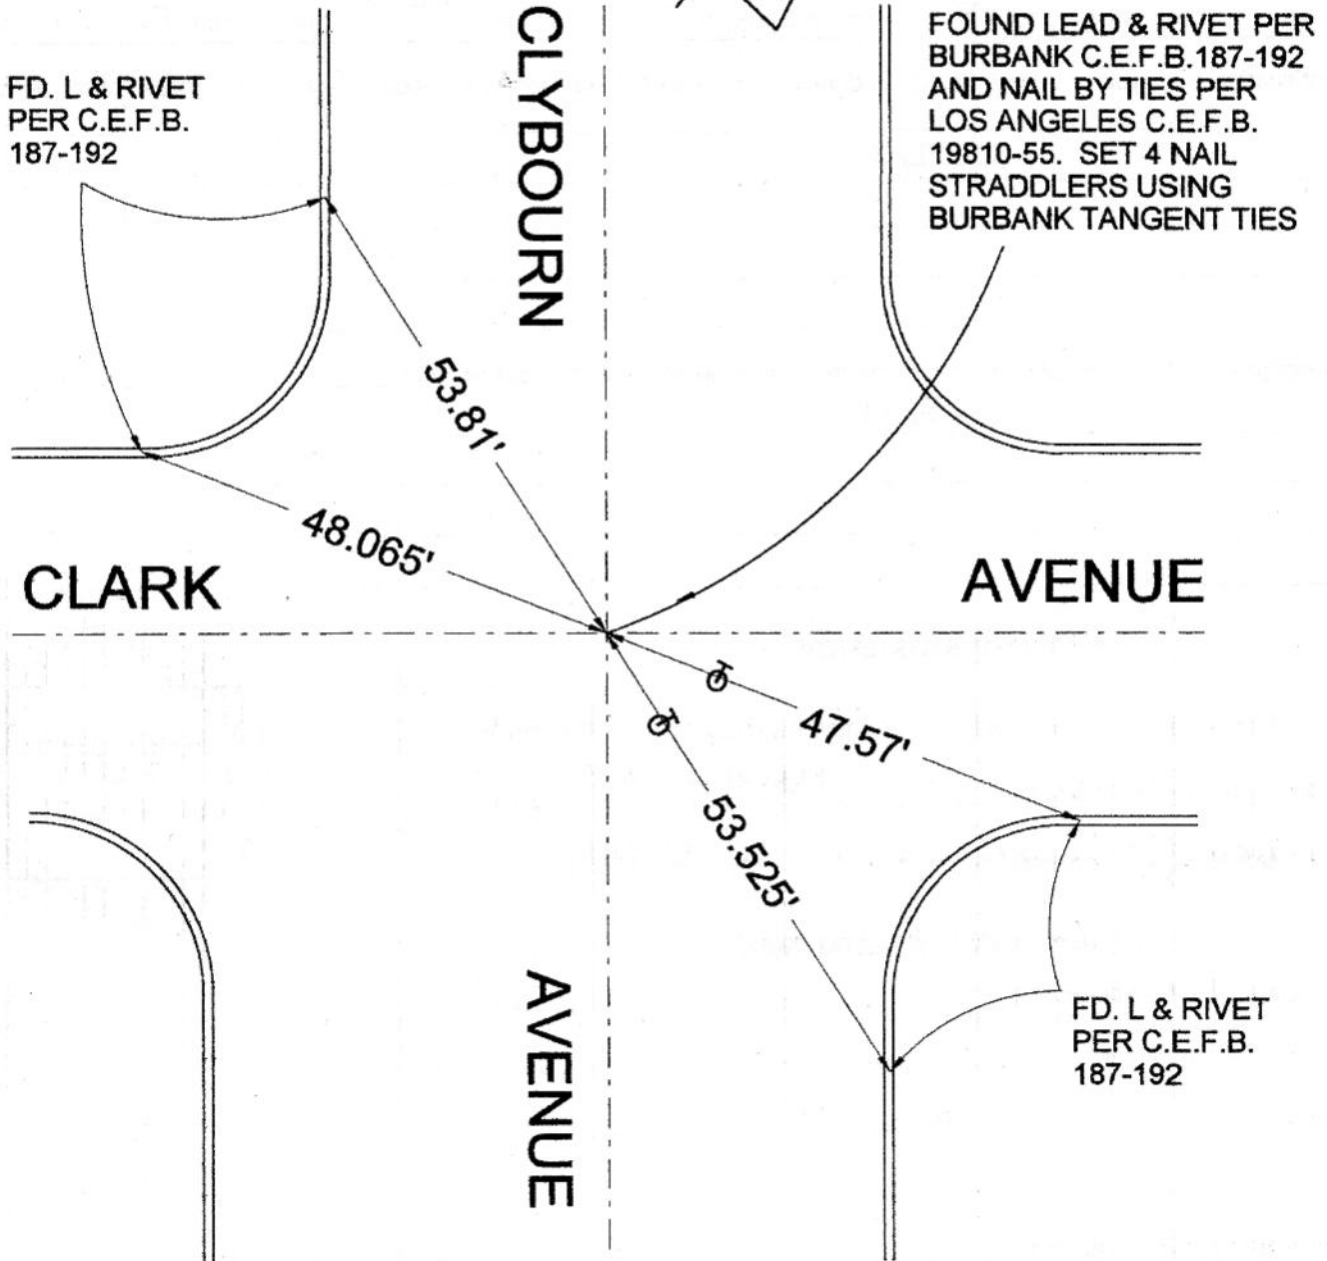 FD. L & RIVET
PER C.E.F.B.
187-192
CLYBOURN
FOUND LEAD & RIVET PER
BURBANK C.E.F.B.187-192
AND NAIL BY TIES PER
LOS ANGELES C.E.F.B.
19810-55. SET 4 NAIL
STRADDLERS USING
BURBANK TANGENT TIES
53.81'
48.065'
CLARK
AVENUE
47.57'
53.525'
AVENUE
FD. L & RIVET
PER C.E.F.B.
187-192